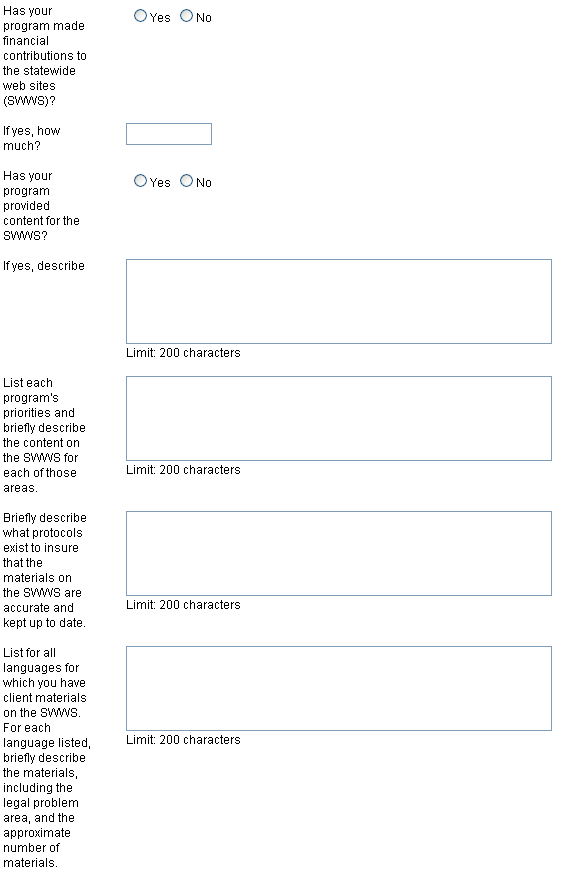 Has your
program made
financial
contributions to
the statewide
web sites
(SWWS)?
Yes No
If yes, how
much?
Has your
program
provided
content for the
SWWS?
Yes No
If yes, describe
Limit: 200 characters
List each
program's
priorities and
briefly describe
the content on
the SWWS for
each of those
areas.
Limit: 200 characters
Briefly describe
what protocols
exist to insure
that the
materials on
the SWWS are
accurate and
kept up to date.
Limit: 200 characters
List for all
languages for
which you have
client materials
on the SWWS.
For each
language listed,
briefly describe
the materials,
including the
legal problem
area, and the
approximate
number of
materials.
Limit: 200 characters